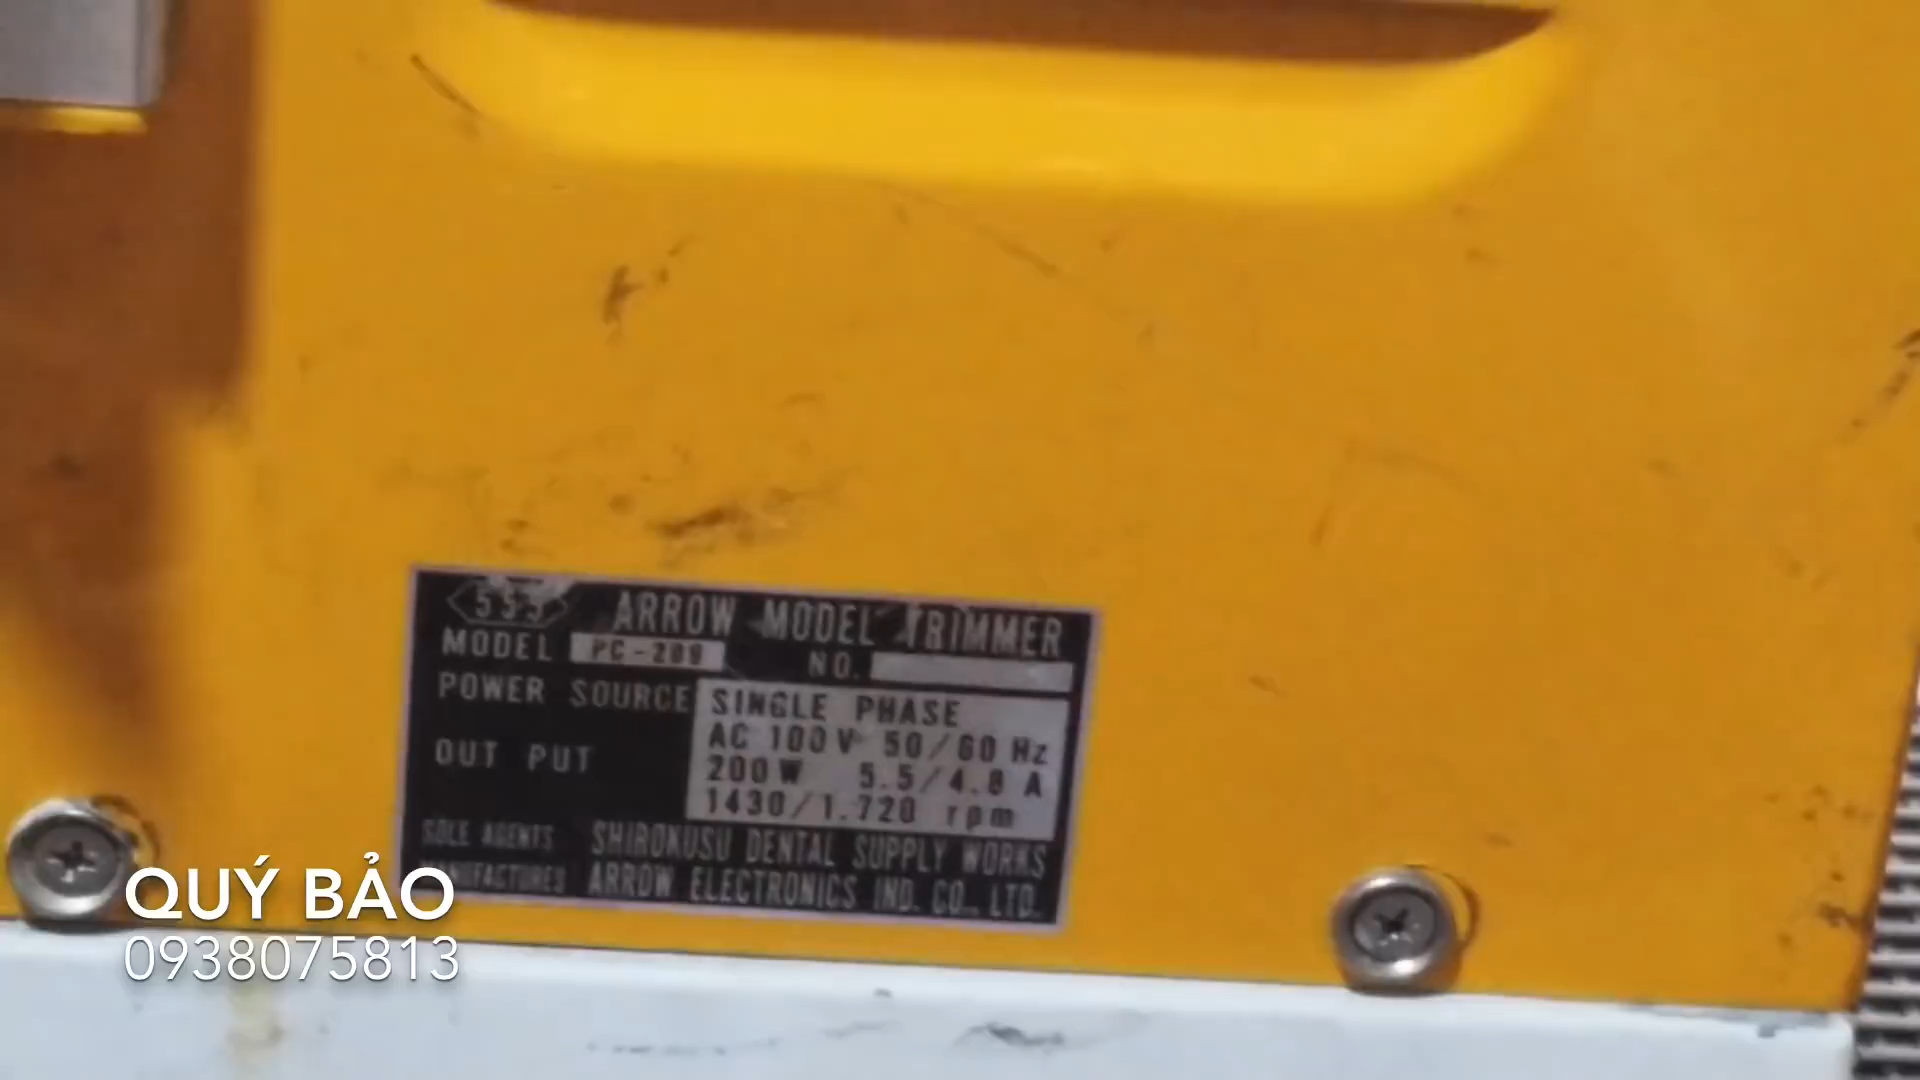 555 ARROW MODEL TRIMMER
MODEL PC-200 NO.
POWER SOURCE SINGLE PHASE
AC 100V 50/60 Hz
OUT PUT 200W 5.5/4.8 A
1430/1.720 rpm
SOLE AGENTS SHIROKUSU DENTAL SUPPLY WORKS
MANUFACTURES ARROW ELECTRONICS IND. CO., LTD.
QUÝ BẢO
0938075813